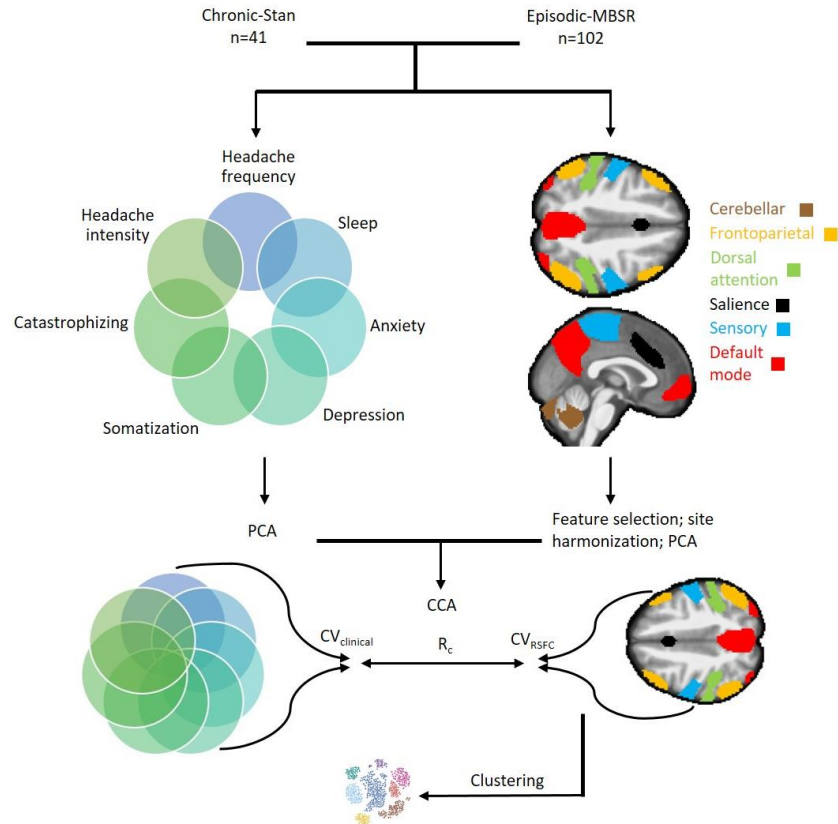 Chronic-Stan
n=41
Episodic-MBSR
n=102
Headache
frequency
Headache
intensity
Sleep
Catastrophizing
Anxiety
Somatization
Depression
Cerebellar
Frontoparietal
Dorsal
attention
Salience
Sensory
Default
mode
PCA
Feature selection; site
harmonization; PCA
CCA
CVclinical
Rc
CVRSFC
Clustering